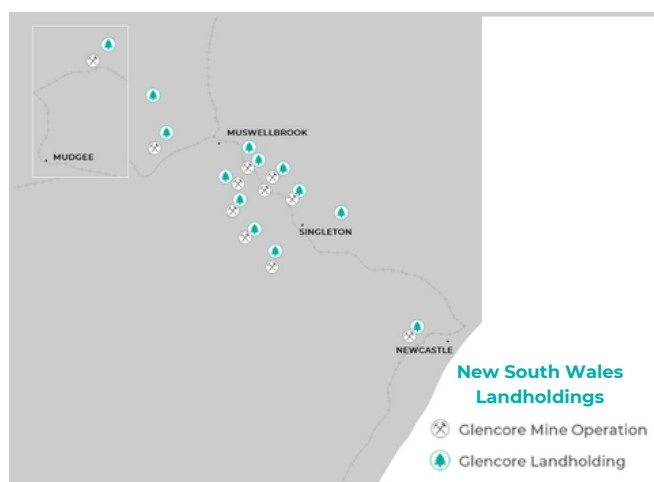 MUSWELLBROOK
MUDGEE
SINGLETON
NEWCASTLE
New South Wales
Landholdings
Glencore Mine Operation
Glencore Landholding